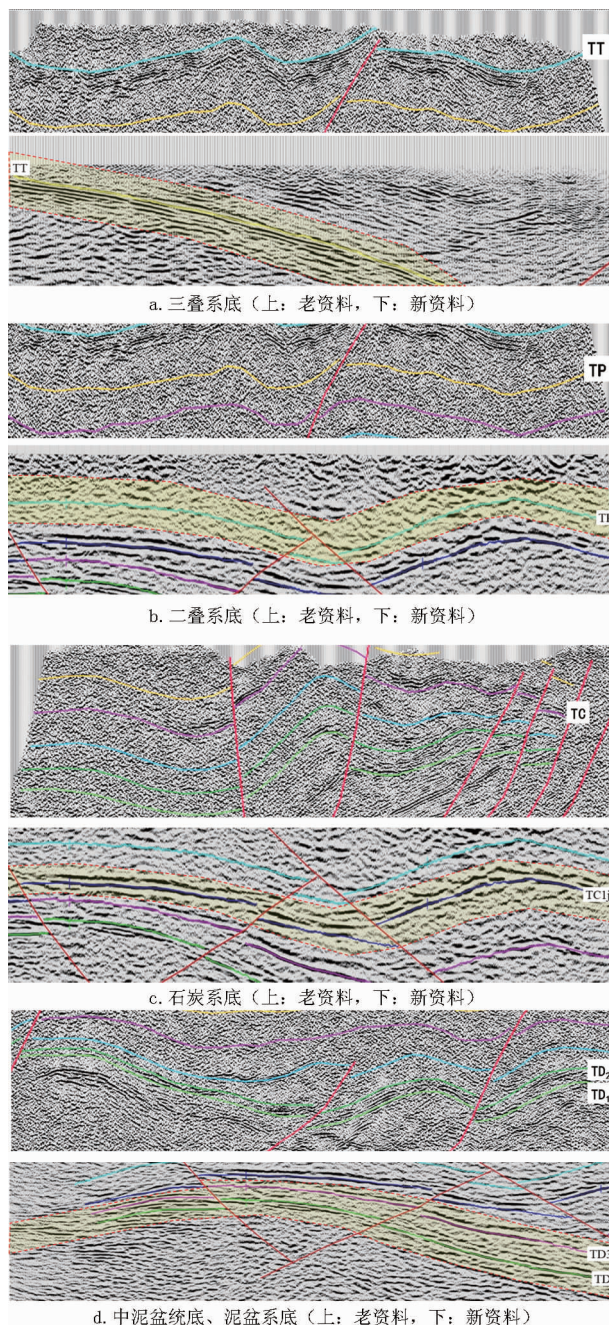 TT
TT
a.三叠系底（上：老资料，下：新资料）
TP
b.二叠系底（上：老资料，下：新资料）
TC
TC1j
c.石炭系底（上：老资料，下：新资料）
TD₂
TD₁
TD3
TD
d.中泥盆统底、泥盆系底（上：老资料，下：新资料）